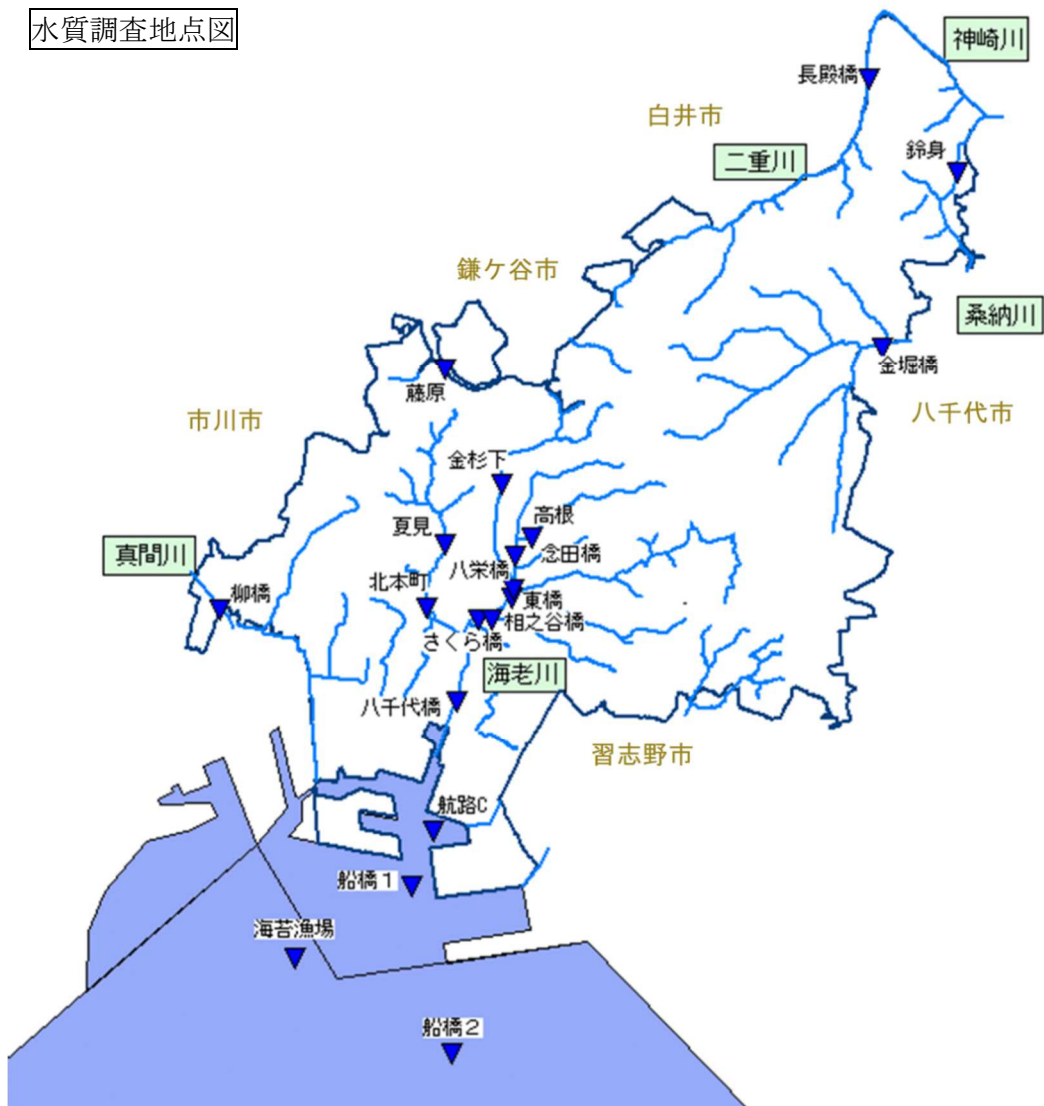 水質調査地点図
神崎川
長殿橋
白井市
二重川
鈴身
鎌ケ谷市
桑納川
金堀橋
藤原
市川市
八千代市
金杉下
高根
夏見
念田橋
真間川
八栄橋
北本町
柳橋
東橋
相之谷橋
さくら橋
海老川
八千代橋
習志野市
航路C
船橋1
海苔漁場
船橋2